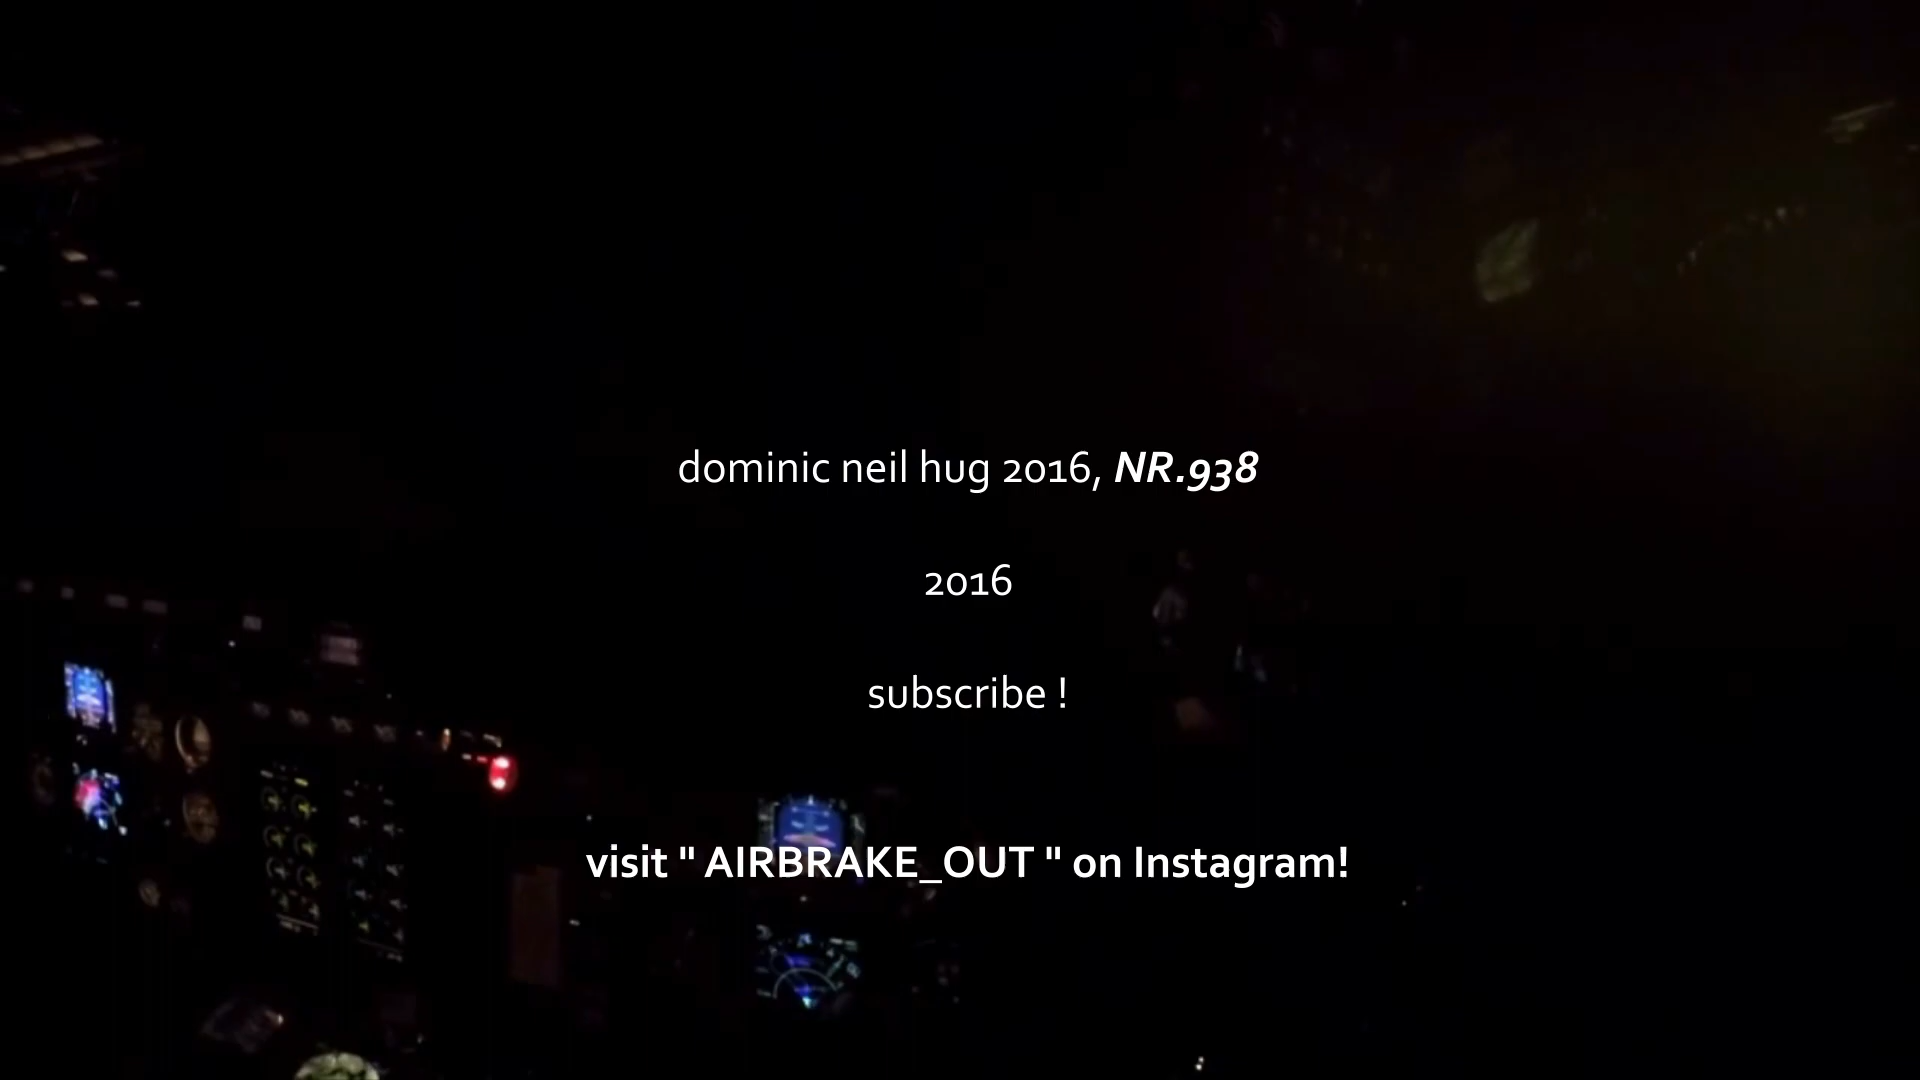 dominic neil hug 2016, NR.938
2016
subscribe !
visit " AIRBRAKE_OUT " on Instagram!